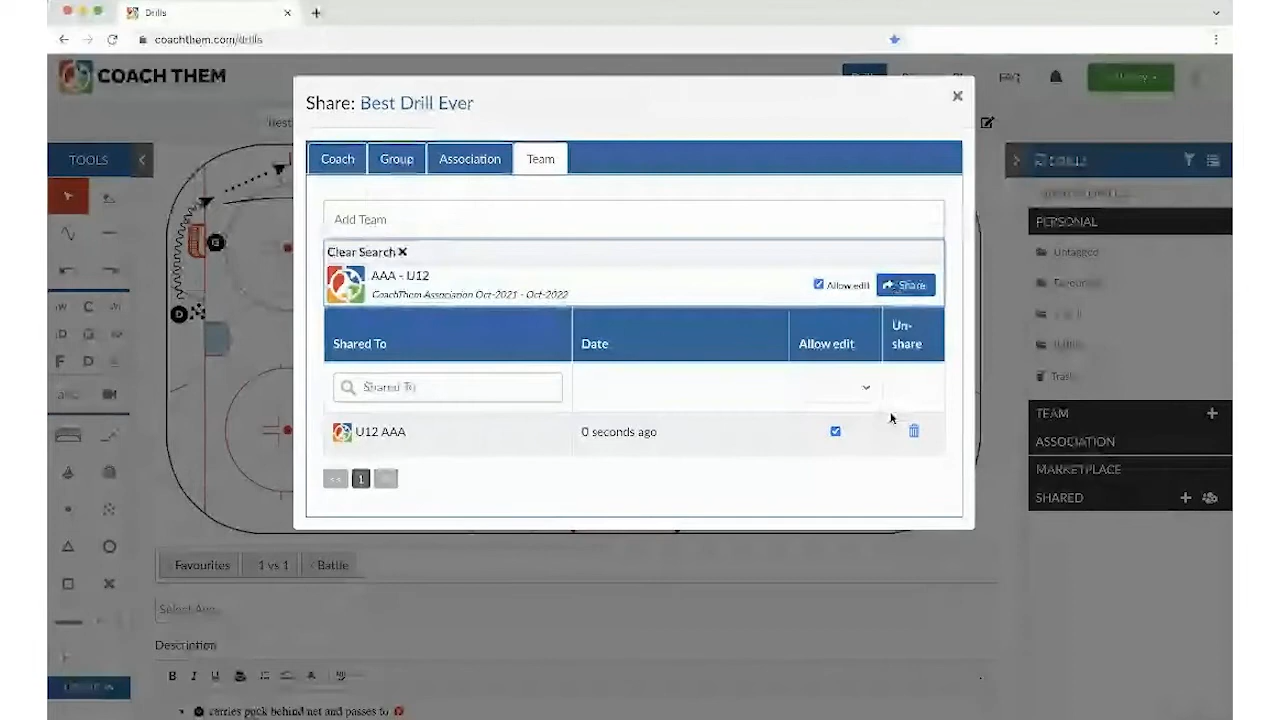 Drills
coachthem.com/drills
COACH THEM
FAQ
Share: Best Drill Ever
TOOLS
Coach
Group
Association
Team
Add Team
Clear Search
AAA - U12
CoachThem Association Oct-2021 - Oct-2022
Allow edit
Share
Shared To
Date
Allow edit
Un-
share
Shared To
U12 AAA
0 seconds ago
1
PERSONAL
Untagged
Favourites
Trash
TEAM
ASSOCIATION
MARKETPLACE
SHARED
G
D
Favourites
1 vs 1
Battle
Description
B I U
carries puck behind net and passes to